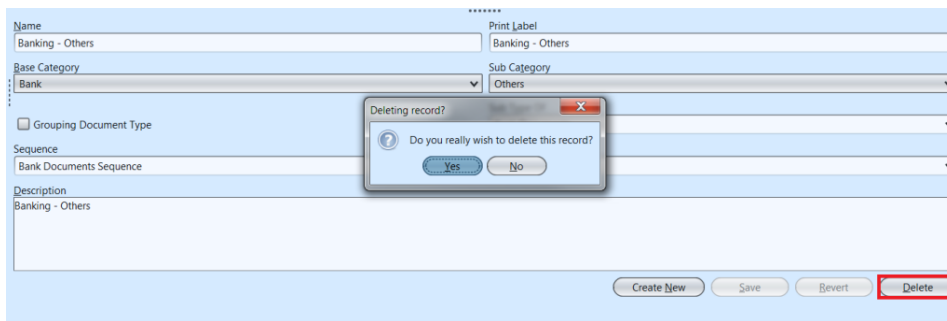 Name
Print Label
Banking - Others
Banking - Others
Base Category
Sub Category
Bank
Others
Deleting record?
Grouping Document Type
Do you really wish to delete this record?
Sequence
Yes
No
Bank Documents Sequence
Description
Banking - Others
Create New
Save
Revert
Delete